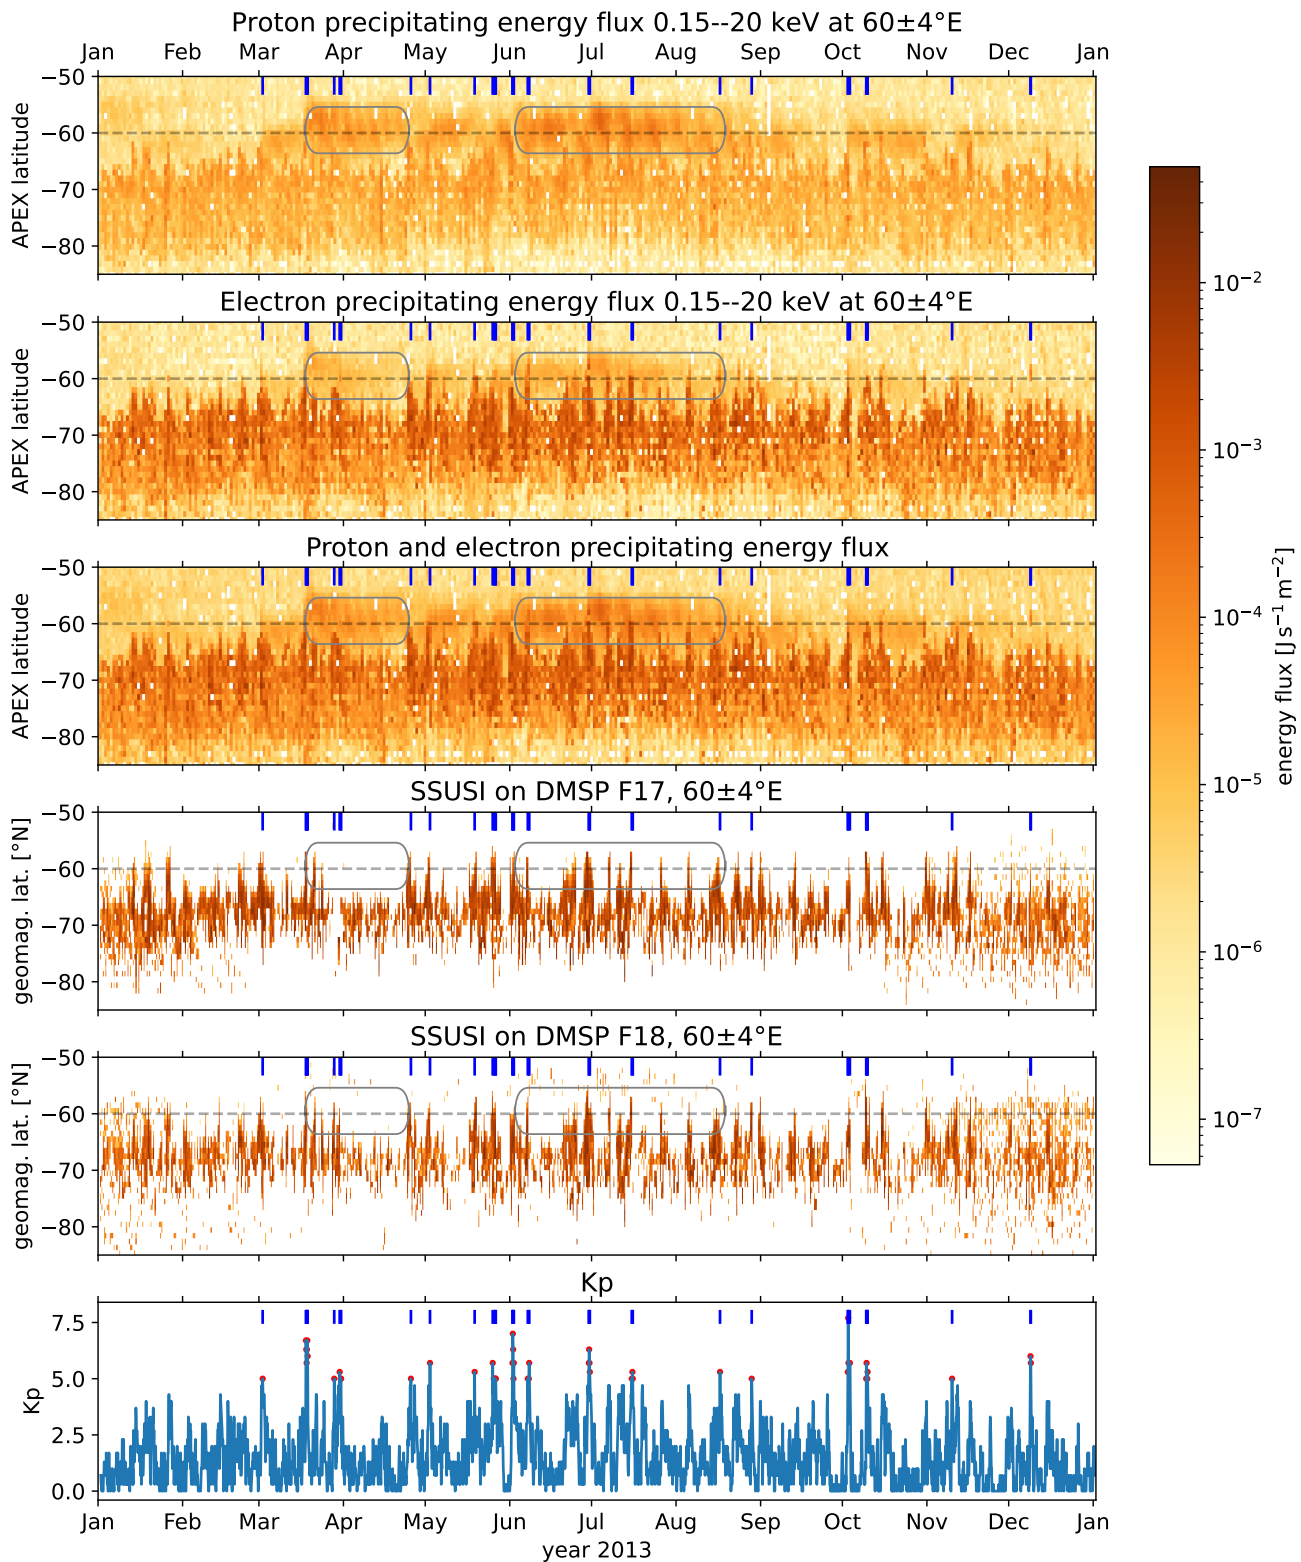 Proton precipitating energy flux 0.15--20 keV at 60±4°E
Jan Feb Mar Apr May Jun Jul Aug Sep Oct Nov Dec Jan
−50
−60
−70
−80
APEX latitude
Electron precipitating energy flux 0.15--20 keV at 60±4°E
−50
−60
−70
−80
APEX latitude
Proton and electron precipitating energy flux
−50
−60
−70
−80
APEX latitude
SSUSI on DMSP F17, 60±4°E
−50
−60
−70
−80
geomag. lat. [°N]
SSUSI on DMSP F18, 60±4°E
−50
−60
−70
−80
geomag. lat. [°N]
Kp
7.5
5.0
2.5
0.0
Kp
Jan Feb Mar Apr May Jun Jul Aug Sep Oct Nov Dec Jan
year 2013
10⁻²
10⁻³
10⁻⁴
10⁻⁵
10⁻⁶
10⁻⁷
energy flux [J s⁻¹ m⁻²]